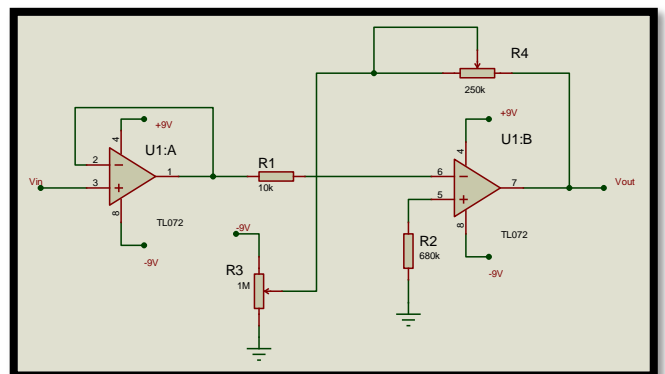 R4
250k
+9V
+9V
4
4
U1:A
U1:B
2
1
R1
6
7
Vin
3
10k
5
Vout
8
TL072
8
TL072
R2
680k
-9V
-9V
-9V
R3
1M